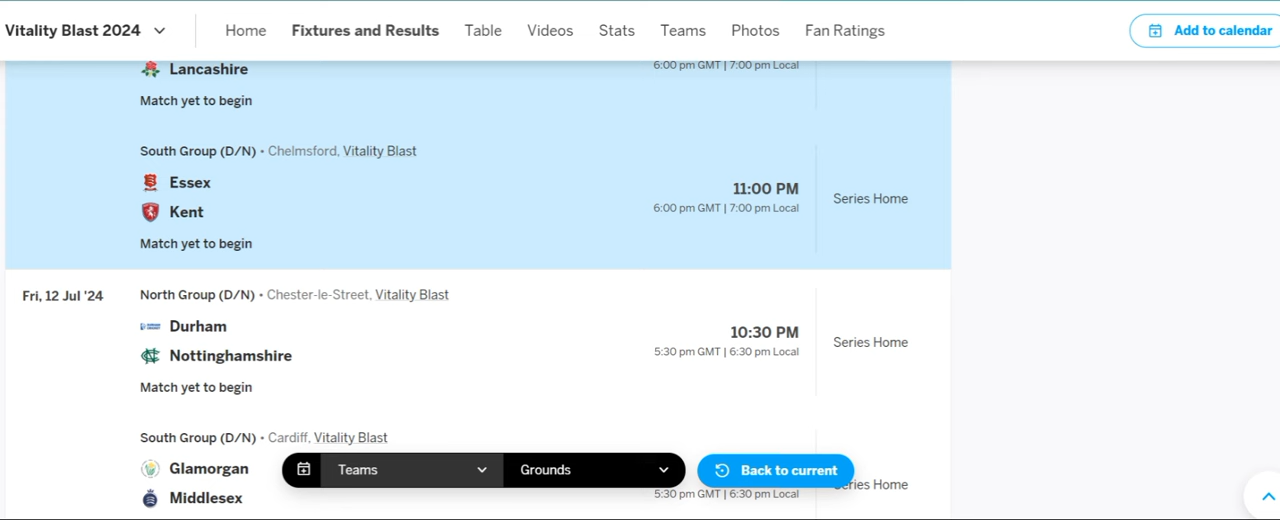 Vitality Blast 2024
Home
Fixtures and Results
Table
Videos
Stats
Teams
Photos
Fan Ratings
Add to calendar
Lancashire
6:00 pm GMT | 7:00 pm Local
Match yet to begin
South Group (D/N) • Chelmsford, Vitality Blast
Essex
11:00 PM
Kent
6:00 pm GMT | 7:00 pm Local
Series Home
Match yet to begin
Fri, 12 Jul '24
North Group (D/N) • Chester-le-Street, Vitality Blast
Durham
10:30 PM
Nottinghamshire
5:30 pm GMT | 6:30 pm Local
Series Home
Match yet to begin
South Group (D/N) • Cardiff, Vitality Blast
Glamorgan
Teams
Grounds
Back to current
Middlesex
5:30 pm GMT | 6:30 pm Local
Series Home